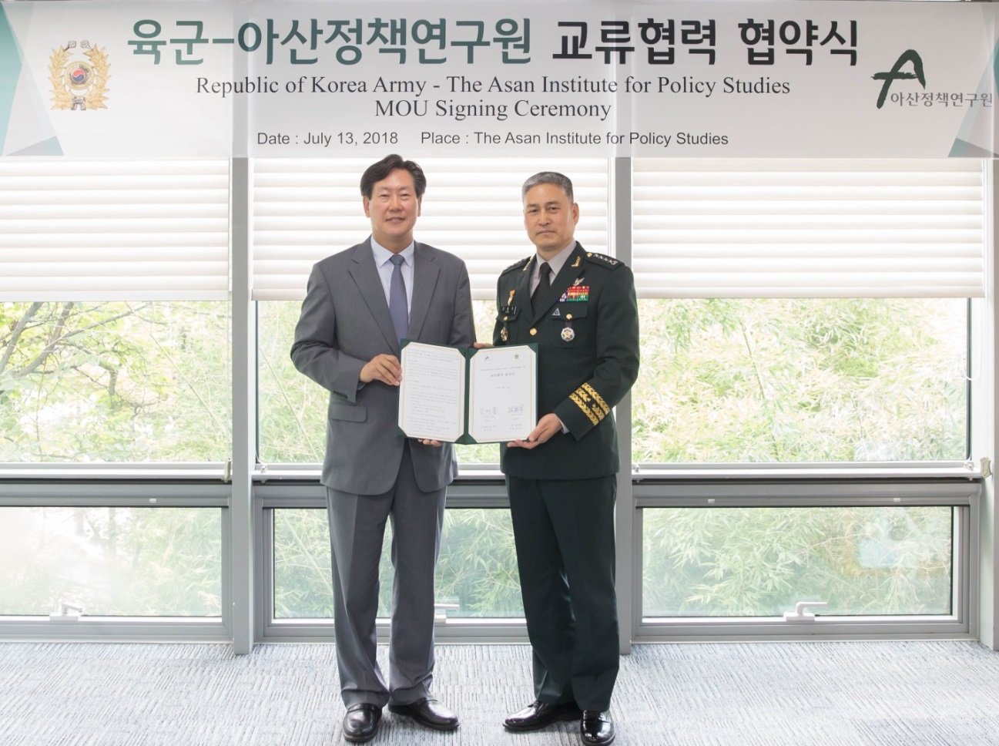 육군-아산정책연구원 교류협력 협약식
Republic of Korea Army - The Asan Institute for Policy Studies
MOU Signing Ceremony
Date : July 13, 2018 Place : The Asan Institute for Policy Studies
아산정책연구원